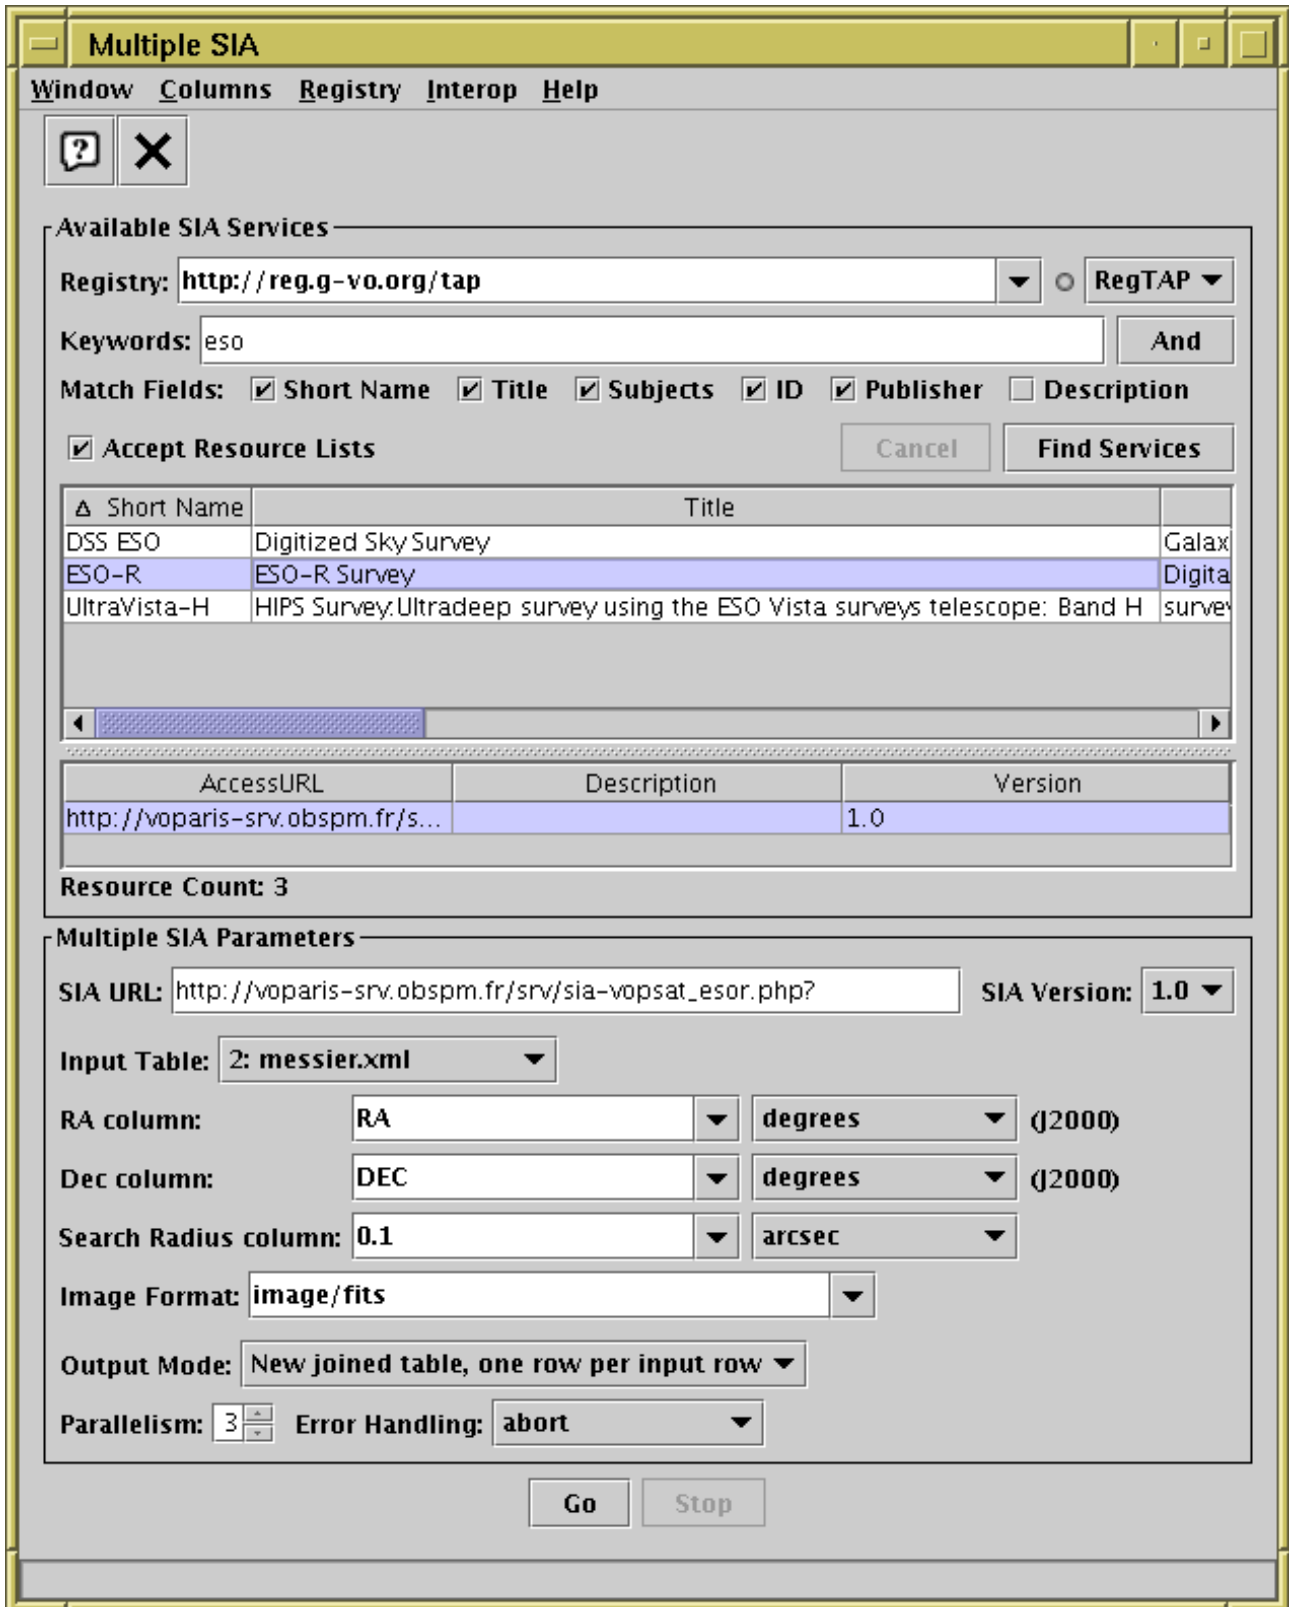 Multiple SIA
Window Columns Registry Interop Help
Available SIA Services
Registry: http://reg.g-vo.org/tap RegTAP
Keywords: eso And
Match Fields: Short Name Title Subjects ID Publisher Description
Accept Resource Lists Cancel Find Services
Short Name Title
DSS ESO Digitized Sky Survey Galax
ESO-R ESO-R Survey Digita
UltraVista-H HIPS Survey:Ultradeep survey using the ESO Vista surveys telescope: Band H survey
AccessURL Description Version
http://voparis-srv.obspm.fr/s... 1.0
Resource Count: 3
Multiple SIA Parameters
SIA URL: http://voparis-srv.obspm.fr/srv/sia-vopsat_esor.php? SIA Version: 1.0
Input Table: 2: messier.xml
RA column: RA degrees (J2000)
Dec column: DEC degrees (J2000)
Search Radius column: 0.1 arcsec
Image Format: image/fits
Output Mode: New joined table, one row per input row
Parallelism: 3 Error Handling: abort
Go Stop